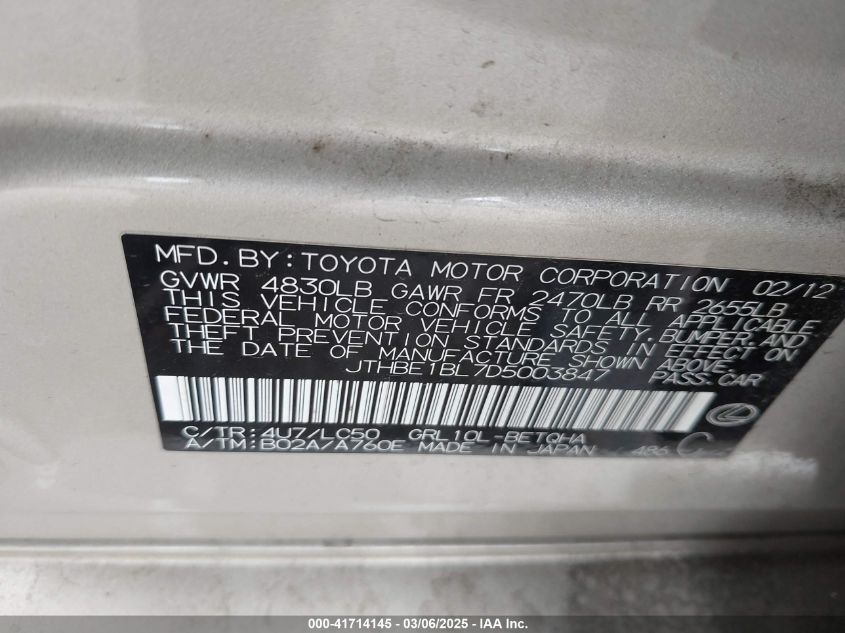 MFD. BY: TOYOTA MOTOR CORPORATION 02/12
GVWR 4830LB GAWR FR 2470LB RR 2655LB
THIS VEHICLE CONFORMS TO ALL APPLICABLE
FEDERAL MOTOR VEHICLE SAFETY, BUMPER, AND
THEFT PREVENTION STANDARDS IN EFFECT ON
THE DATE OF MANUFACTURE SHOWN ABOVE.
JTHBE1BL7D5003847 PASS. CAR
C/TR: 4U7/LC50 GRL10L-BETQHA
A/TM: B02A/A760E MADE IN JAPAN 486
000-41714145 - 03/06/2025 - IAA Inc.